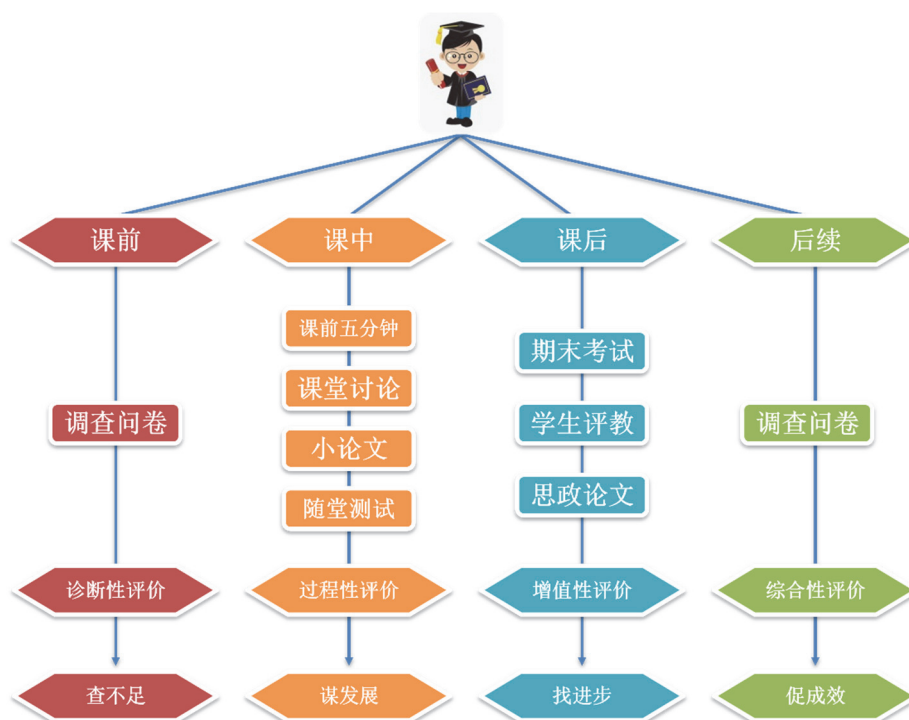 课前
课中
课后
后续
课前五分钟
期末考试
课堂讨论
调查问卷
学生评教
调查问卷
小论文
思政论文
随堂测试
诊断性评价
过程性评价
增值性评价
综合性评价
查不足
谋发展
找进步
促成效